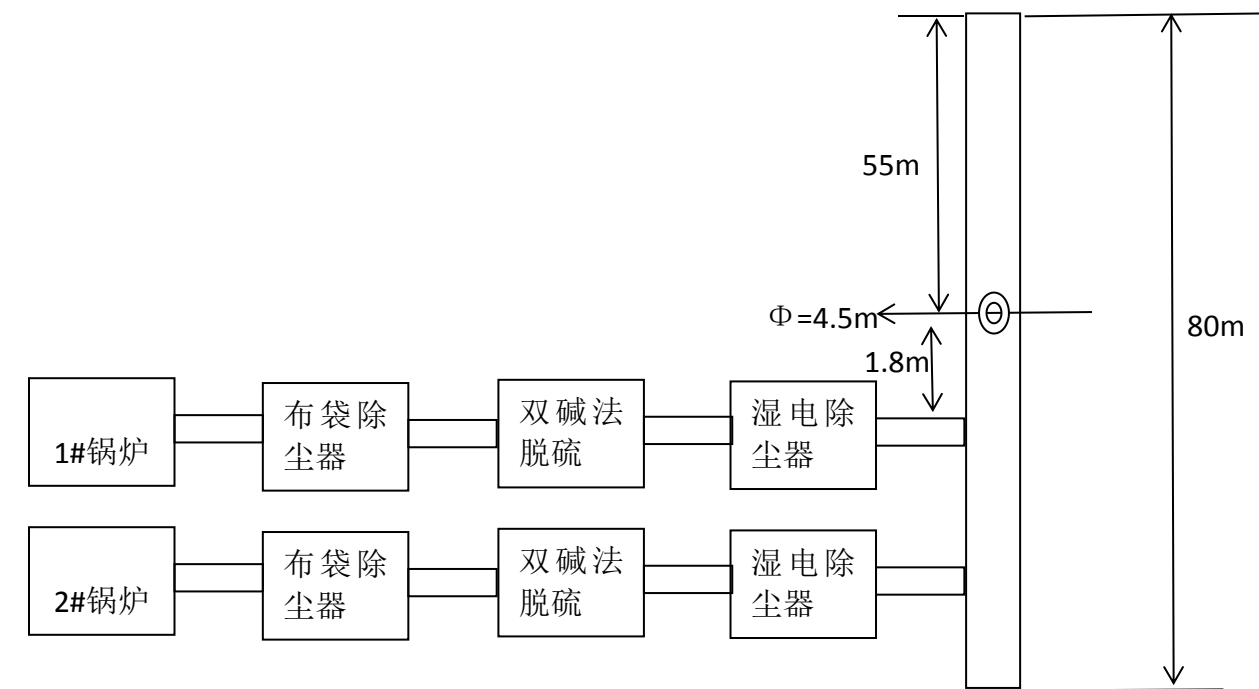 55m
Φ=4.5m
80m
1.8m
1#锅炉
布袋除
尘器
双碱法
脱硫
湿电除
尘器
2#锅炉
布袋除
尘器
双碱法
脱硫
湿电除
尘器